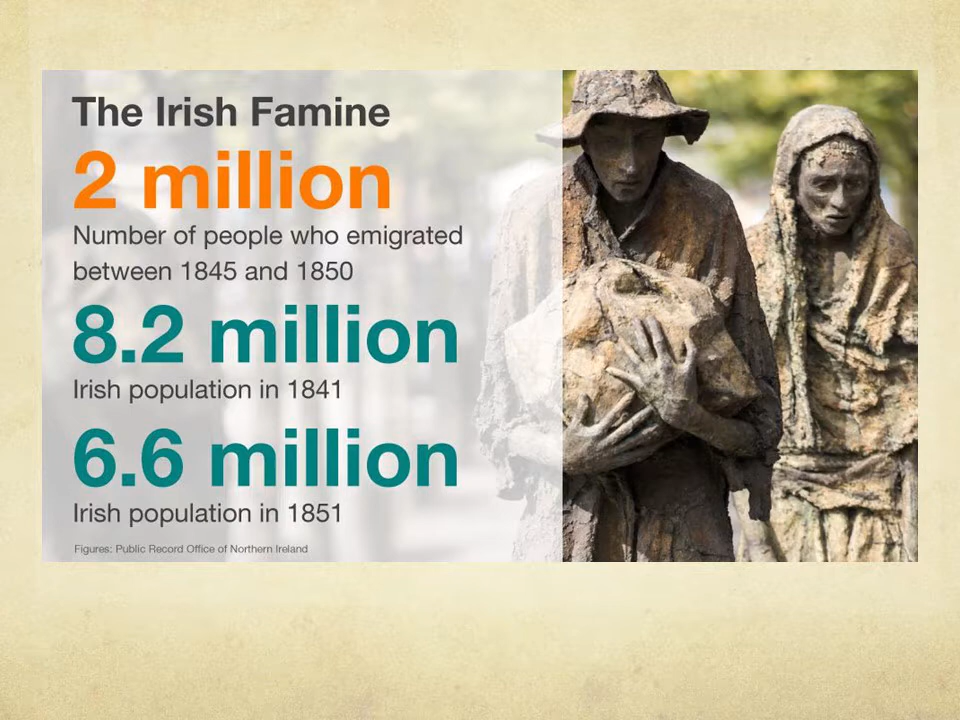 The Irish Famine
2 million
Number of people who emigrated
between 1845 and 1850
8.2 million
Irish population in 1841
6.6 million
Irish population in 1851
Figures: Public Record Office of Northern Ireland